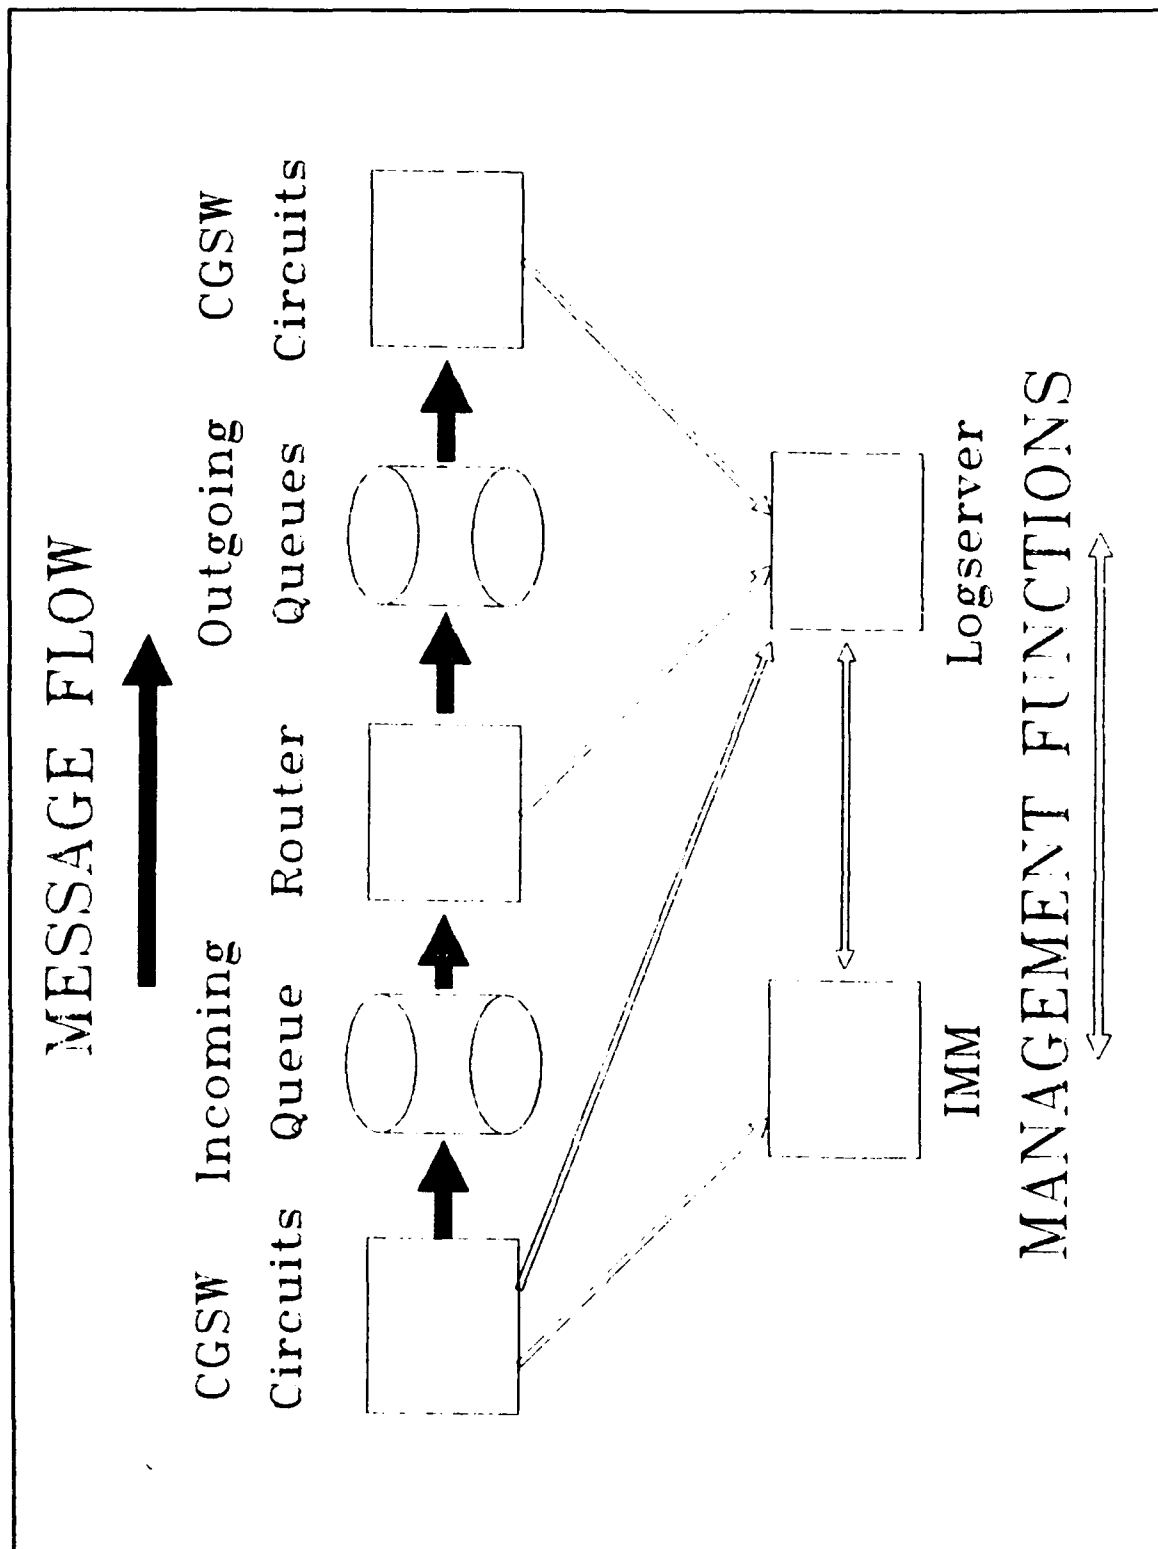 MESSAGE FLOW
CGSW
Circuits
Incoming
Queue
Router
Outgoing
Queues
CGSW
Circuits
IMM
Logserver
MANAGEMENT FUNCTIONS